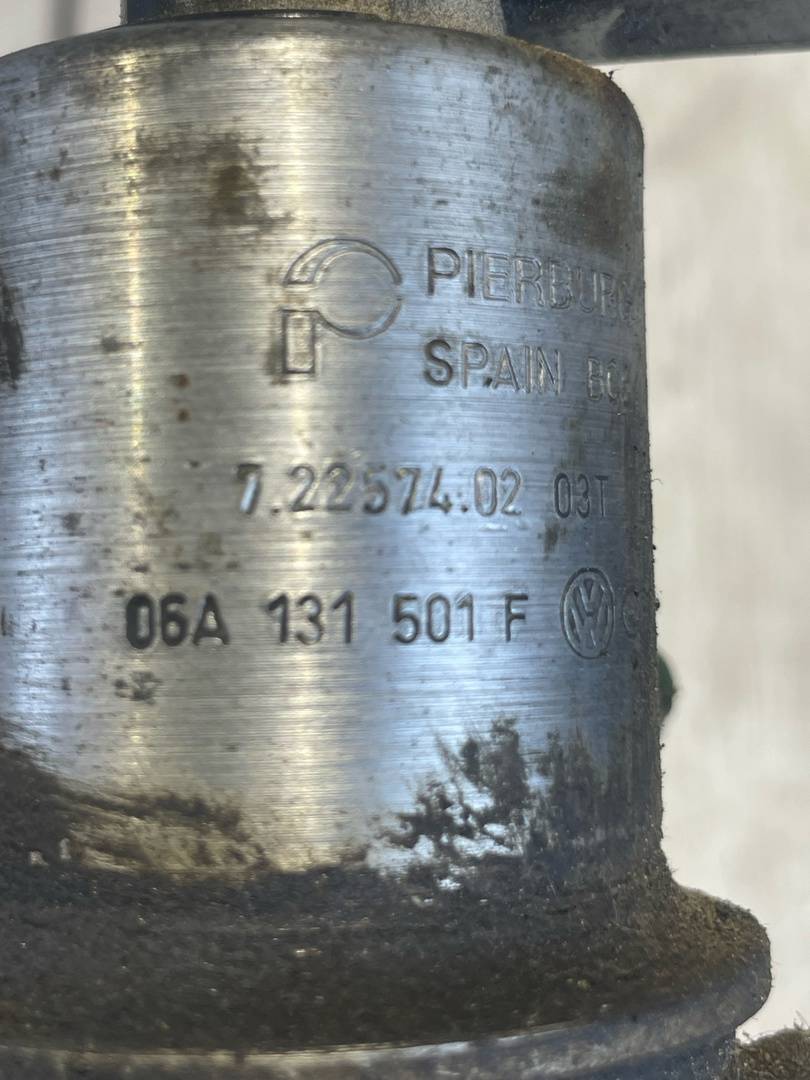 PIERBURG
SPAIN
7.22574.02 03T
06A 131 501 F